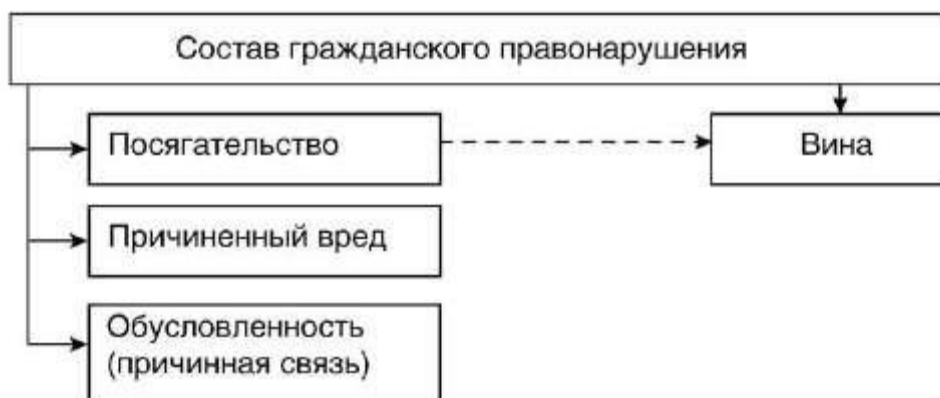 Состав гражданского правонарушения
Посягательство
Вина
Причиненный вред
Обусловленность
(причинная связь)